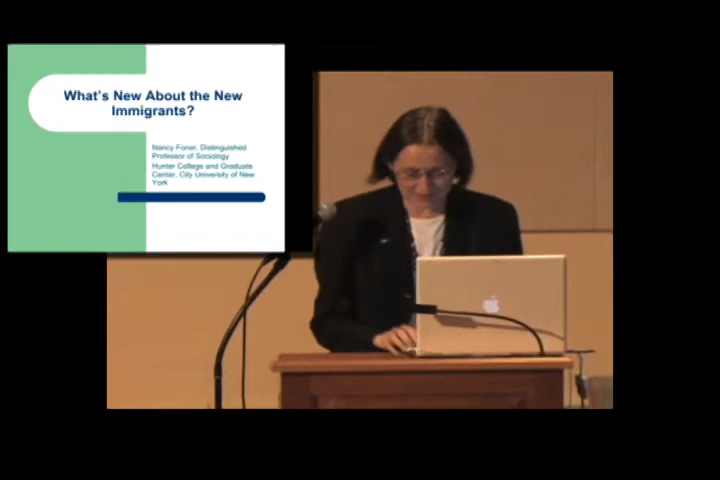 What's New About the New
Immigrants?
Nancy Foner, Distinguished
Professor of Sociology
Hunter College and Graduate
Center, City University of New
York